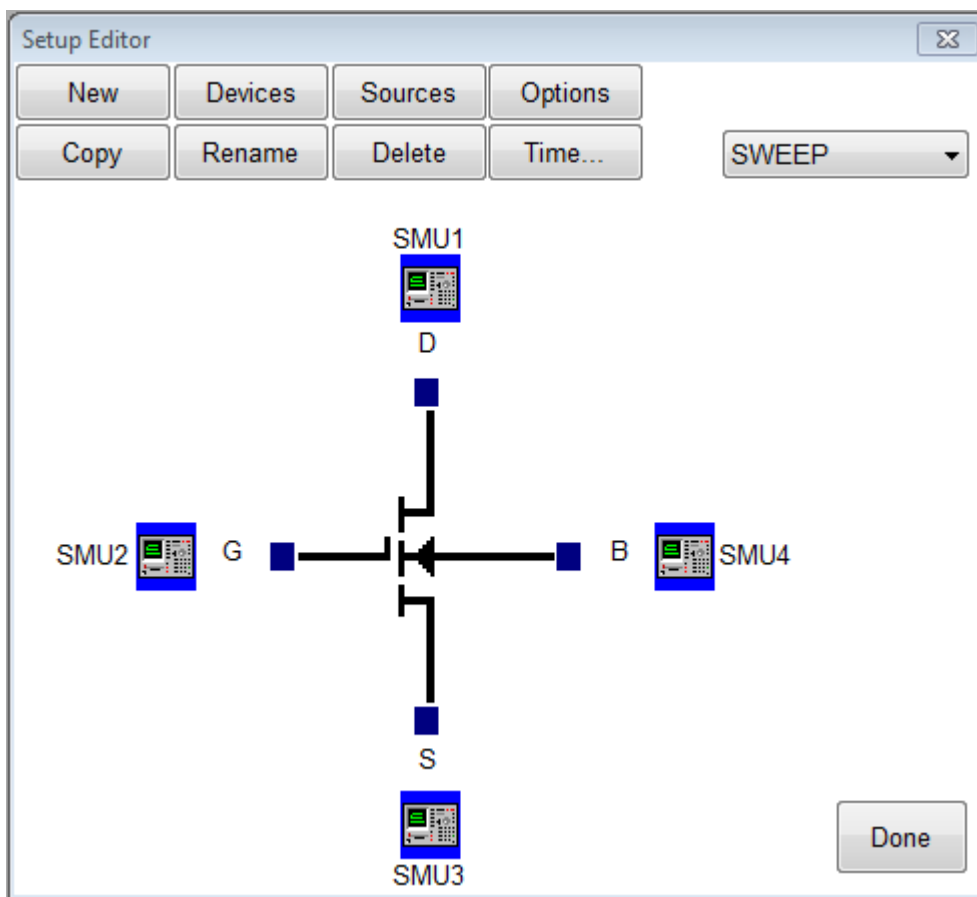 Setup Editor
New Devices Sources Options
Copy Rename Delete Time... SWEEP
SMU1
D
SMU2 G B SMU4
S
Done
SMU3